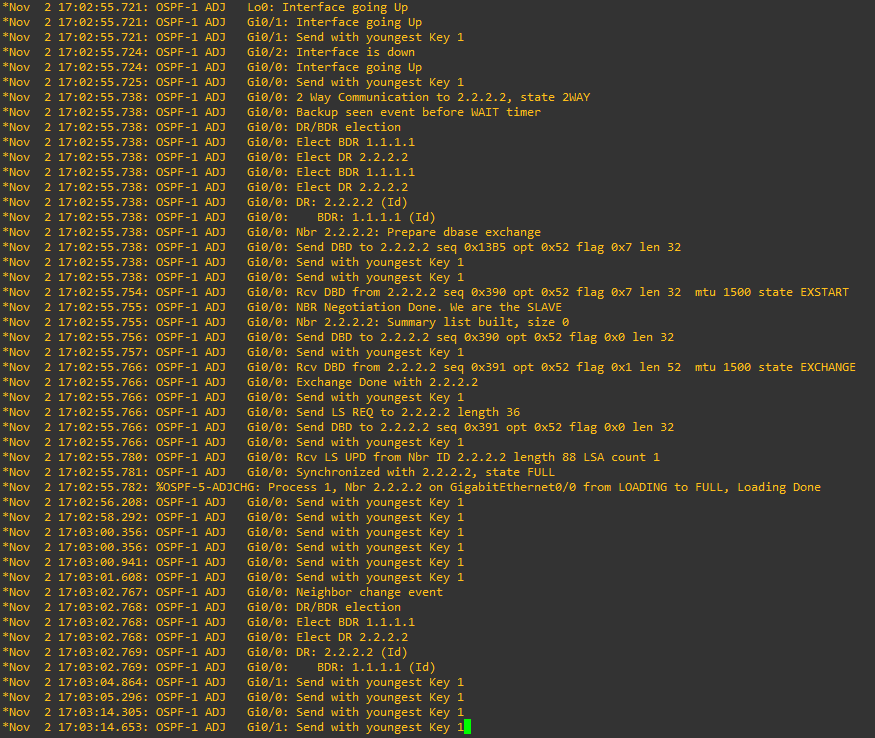 *Nov  2 17:02:55.721: OSPF-1 ADJ   Lo0: Interface going Up
*Nov  2 17:02:55.721: OSPF-1 ADJ   Gi0/1: Interface going Up
*Nov  2 17:02:55.721: OSPF-1 ADJ   Gi0/1: Send with youngest Key 1
*Nov  2 17:02:55.724: OSPF-1 ADJ   Gi0/2: Interface is down
*Nov  2 17:02:55.724: OSPF-1 ADJ   Gi0/0: Interface going Up
*Nov  2 17:02:55.725: OSPF-1 ADJ   Gi0/0: Send with youngest Key 1
*Nov  2 17:02:55.738: OSPF-1 ADJ   Gi0/0: 2 Way Communication to 2.2.2.2, state 2WAY
*Nov  2 17:02:55.738: OSPF-1 ADJ   Gi0/0: Backup seen event before WAIT timer
*Nov  2 17:02:55.738: OSPF-1 ADJ   Gi0/0: DR/BDR election
*Nov  2 17:02:55.738: OSPF-1 ADJ   Gi0/0: Elect BDR 1.1.1.1
*Nov  2 17:02:55.738: OSPF-1 ADJ   Gi0/0: Elect DR 2.2.2.2
*Nov  2 17:02:55.738: OSPF-1 ADJ   Gi0/0: Elect BDR 1.1.1.1
*Nov  2 17:02:55.738: OSPF-1 ADJ   Gi0/0: Elect DR 2.2.2.2
*Nov  2 17:02:55.738: OSPF-1 ADJ   Gi0/0: DR: 2.2.2.2 (Id)
*Nov  2 17:02:55.738: OSPF-1 ADJ   Gi0/0:    BDR: 1.1.1.1 (Id)
*Nov  2 17:02:55.738: OSPF-1 ADJ   Gi0/0: Nbr 2.2.2.2: Prepare dbase exchange
*Nov  2 17:02:55.738: OSPF-1 ADJ   Gi0/0: Send DBD to 2.2.2.2 seq 0x13B5 opt 0x52 flag 0x7 len 32
*Nov  2 17:02:55.738: OSPF-1 ADJ   Gi0/0: Send with youngest Key 1
*Nov  2 17:02:55.738: OSPF-1 ADJ   Gi0/0: Send with youngest Key 1
*Nov  2 17:02:55.754: OSPF-1 ADJ   Gi0/0: Rcv DBD from 2.2.2.2 seq 0x390 opt 0x52 flag 0x7 len 32  mtu 1500 state EXSTART
*Nov  2 17:02:55.755: OSPF-1 ADJ   Gi0/0: NBR Negotiation Done. We are the SLAVE
*Nov  2 17:02:55.755: OSPF-1 ADJ   Gi0/0: Nbr 2.2.2.2: Summary list built, size 0
*Nov  2 17:02:55.756: OSPF-1 ADJ   Gi0/0: Send DBD to 2.2.2.2 seq 0x390 opt 0x52 flag 0x0 len 32
*Nov  2 17:02:55.757: OSPF-1 ADJ   Gi0/0: Send with youngest Key 1
*Nov  2 17:02:55.766: OSPF-1 ADJ   Gi0/0: Rcv DBD from 2.2.2.2 seq 0x391 opt 0x52 flag 0x1 len 52  mtu 1500 state EXCHANGE
*Nov  2 17:02:55.766: OSPF-1 ADJ   Gi0/0: Exchange Done with 2.2.2.2
*Nov  2 17:02:55.766: OSPF-1 ADJ   Gi0/0: Send with youngest Key 1
*Nov  2 17:02:55.766: OSPF-1 ADJ   Gi0/0: Send LS REQ to 2.2.2.2 length 36
*Nov  2 17:02:55.766: OSPF-1 ADJ   Gi0/0: Send DBD to 2.2.2.2 seq 0x391 opt 0x52 flag 0x0 len 32
*Nov  2 17:02:55.766: OSPF-1 ADJ   Gi0/0: Send with youngest Key 1
*Nov  2 17:02:55.780: OSPF-1 ADJ   Gi0/0: Rcv LS UPD from Nbr ID 2.2.2.2 length 88 LSA count 1
*Nov  2 17:02:55.781: OSPF-1 ADJ   Gi0/0: Synchronized with 2.2.2.2, state FULL
*Nov  2 17:02:55.782: %OSPF-5-ADJCHG: Process 1, Nbr 2.2.2.2 on GigabitEthernet0/0 from LOADING to FULL, Loading Done
*Nov  2 17:02:56.208: OSPF-1 ADJ   Gi0/0: Send with youngest Key 1
*Nov  2 17:02:58.292: OSPF-1 ADJ   Gi0/0: Send with youngest Key 1
*Nov  2 17:03:00.356: OSPF-1 ADJ   Gi0/0: Send with youngest Key 1
*Nov  2 17:03:00.356: OSPF-1 ADJ   Gi0/0: Send with youngest Key 1
*Nov  2 17:03:00.941: OSPF-1 ADJ   Gi0/0: Send with youngest Key 1
*Nov  2 17:03:01.608: OSPF-1 ADJ   Gi0/0: Send with youngest Key 1
*Nov  2 17:03:02.767: OSPF-1 ADJ   Gi0/0: Neighbor change event
*Nov  2 17:03:02.768: OSPF-1 ADJ   Gi0/0: DR/BDR election
*Nov  2 17:03:02.768: OSPF-1 ADJ   Gi0/0: Elect BDR 1.1.1.1
*Nov  2 17:03:02.768: OSPF-1 ADJ   Gi0/0: Elect DR 2.2.2.2
*Nov  2 17:03:02.769: OSPF-1 ADJ   Gi0/0: DR: 2.2.2.2 (Id)
*Nov  2 17:03:02.769: OSPF-1 ADJ   Gi0/0:    BDR: 1.1.1.1 (Id)
*Nov  2 17:03:04.864: OSPF-1 ADJ   Gi0/1: Send with youngest Key 1
*Nov  2 17:03:05.296: OSPF-1 ADJ   Gi0/0: Send with youngest Key 1
*Nov  2 17:03:14.305: OSPF-1 ADJ   Gi0/0: Send with youngest Key 1
*Nov  2 17:03:14.653: OSPF-1 ADJ   Gi0/1: Send with youngest Key 1